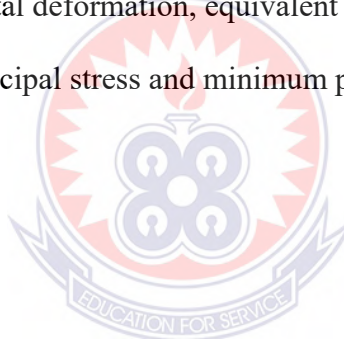 tal deformation, equivalent
cipal stress and minimum p
EDUCATION FOR SERVICE